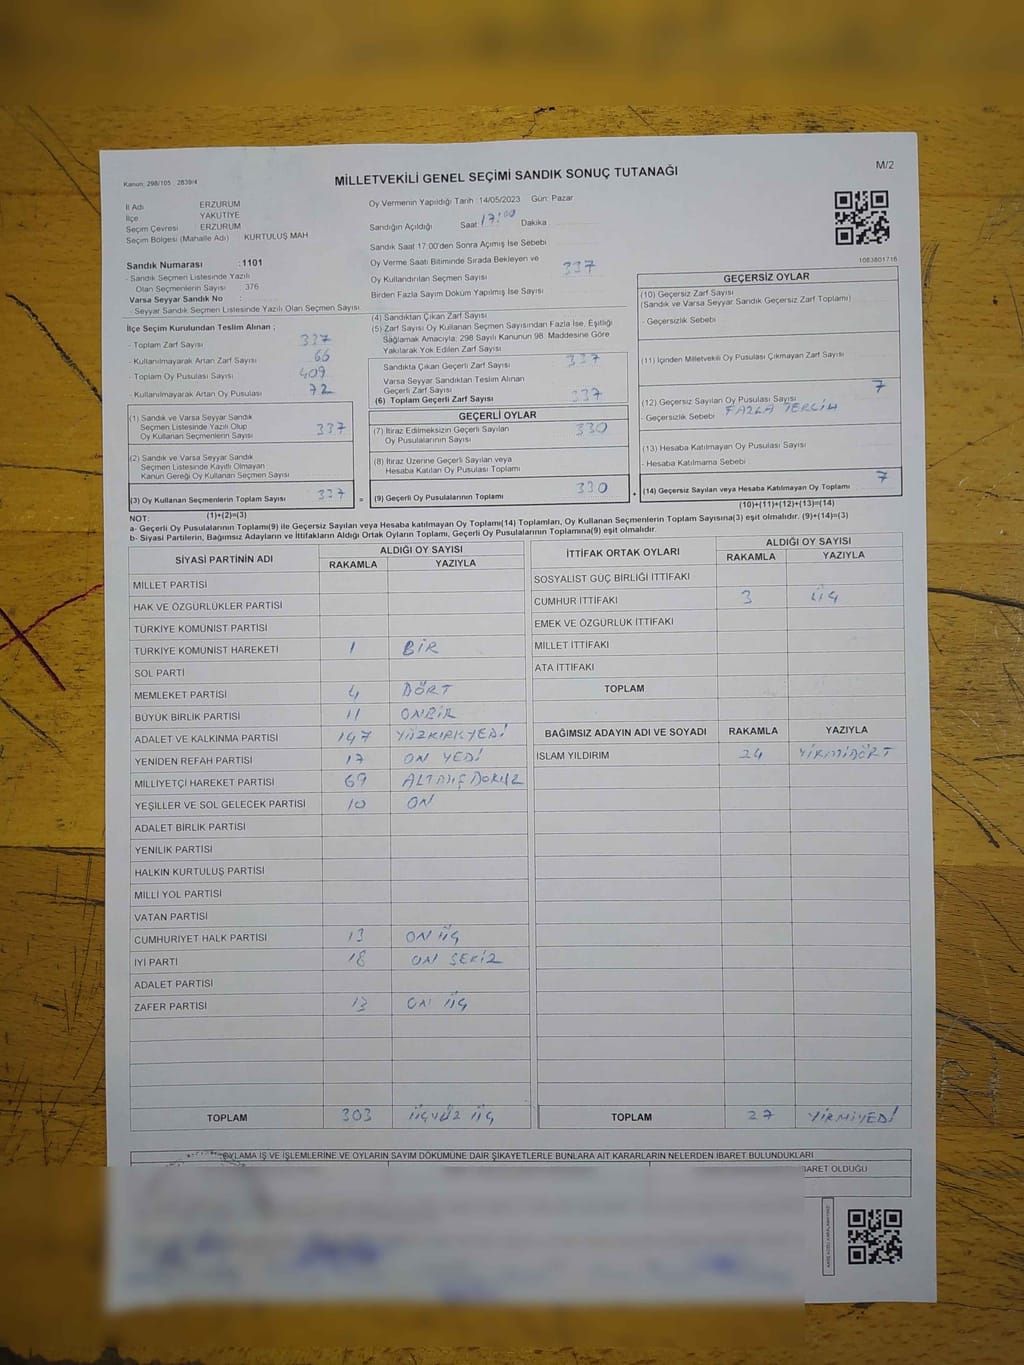 Kanun: 298/105 : 2839/4
MİLLETVEKİLİ GENEL SEÇİMİ SANDIK SONUÇ TUTANAĞI
M/2
İl Adı ERZURUM
İlçe YAKUTİYE
Seçim Çevresi ERZURUM
Seçim Bölgesi (Mahalle Adı) KURTULUŞ MAH
Sandık Numarası :1101
- Sandık Seçmen Listesinde Yazılı
Olan Seçmenlerin Sayısı : 376
Varsa Seyyar Sandık No :
- Seyyar Sandık Seçmen Listesinde Yazılı Olan Seçmen Sayısı
Oy Vermenin Yapıldığı Tarih : 14/05/2023 Gün: Pazar
Sandığın Açıldığı Saat 17:00 Dakika
Sandık Saat 17:00'den Sonra Açımış İse Sebebi
Oy Verme Saati Bitiminde Sırada Bekleyen ve
Oy Kullandırılan Seçmen Sayısı 337
Birden Fazla Sayım Döküm Yapılmış İse Sayısı
1083801716
İlçe Seçim Kurulundan Teslim Alınan ;
- Toplam Zarf Sayısı 337
- Kullanılmayarak Artan Zarf Sayısı 66
- Toplam Oy Pusulası Sayısı 409
- Kullanılmayarak Artan Oy Pusulası 72
(4) Sandıktan Çıkan Zarf Sayısı
(5) Zarf Sayısı Oy Kullanan Seçmen Sayısından Fazla İse, Eşitliği
Sağlamak Amacıyla; 298 Sayılı Kanunun 98. Maddesine Göre
Yakılarak Yok Edilen Zarf Sayısı
Sandıkta Çıkan Geçerli Zarf Sayısı 337
Varsa Seyyar Sandıktan Teslim Alınan
Geçerli Zarf Sayısı
(6) Toplam Geçerli Zarf Sayısı 337
GEÇERSİZ OYLAR
(10) Geçersiz Zarf Sayısı
(Sandık ve Varsa Seyyar Sandık Geçersiz Zarf Toplamı)
- Geçersizlik Sebebi
(11) İçinden Milletvekili Oy Pusulası Çıkmayan Zarf Sayısı
(12) Geçersiz Sayılan Oy Pusulası Sayısı 7
- Geçersizlik Sebebi FAZLA TERCİH
(13) Hesaba Katılmayan Oy Pusulası Sayısı
- Hesaba Katılmama Sebebi
(14) Geçersiz Sayılan veya Hesaba Katılmayan Oy Toplamı 7
(10)+(11)+(12)+(13)=(14)
(1) Sandık ve Varsa Seyyar Sandık
Seçmen Listesinde Yazılı Olup
Oy Kullanan Seçmenlerin Sayısı 337
(2) Sandık ve Varsa Seyyar Sandık
Seçmen Listesinde Kayıtlı Olmayan
Kanun Gereği Oy Kullanan Seçmen Sayısı
(3) Oy Kullanan Seçmenlerin Toplam Sayısı 337 =
(1)+(2)=(3)
GEÇERLİ OYLAR
(7) İtiraz Edilmeksizin Geçerli Sayılan
Oy Pusulalarının Sayısı 330
(8) İtiraz Üzerine Geçerli Sayılan veya
Hesaba Katılan Oy Pusulası Toplamı
(9) Geçerli Oy Pusulalarının Toplamı 330 +
NOT:
a- Geçerli Oy Pusulalarının Toplamı(9) ile Geçersiz Sayılan veya Hesaba katılmayan Oy Toplamı(14) Toplamları, Oy Kullanan Seçmenlerin Toplam Sayısına(3) eşit olmalıdır. (9)+(14)=(3)
b- Siyasi Partilerin, Bağımsız Adayların ve İttifakların Aldığı Ortak Oyların Toplamı, Geçerli Oy Pusulalarının Toplamına(9) eşit olmalıdır.
SİYASİ PARTİNİN ADI ALDIĞI OY SAYISI
RAKAMLA YAZIYLA
MİLLET PARTİSİ
HAK VE ÖZGÜRLÜKLER PARTİSİ
TÜRKİYE KOMÜNİST PARTİSİ
TÜRKİYE KOMÜNİST HAREKETİ 1 BİR
SOL PARTİ
MEMLEKET PARTİSİ 4 DÖRT
BÜYÜK BİRLİK PARTİSİ 11 ONBİR
ADALET VE KALKINMA PARTİSİ 147 YÜZKIRKYEDİ
YENİDEN REFAH PARTİSİ 17 ON YEDİ
MİLLİYETÇİ HAREKET PARTİSİ 69 ALTMIŞDOKUZ
YEŞİLLER VE SOL GELECEK PARTİSİ 10 ON
ADALET BİRLİK PARTİSİ
YENİLİK PARTİSİ
HALKIN KURTULUŞ PARTİSİ
MİLLİ YOL PARTİSİ
VATAN PARTİSİ
CUMHURİYET HALK PARTİSİ 13 ON ÜÇ
İYİ PARTİ 18 ON SEKİZ
ADALET PARTİSİ
ZAFER PARTİSİ 13 ON ÜÇ
TOPLAM 303 ÜÇYÜZ ÜÇ
İTTİFAK ORTAK OYLARI ALDIĞI OY SAYISI
RAKAMLA YAZIYLA
SOSYALİST GÜÇ BİRLİĞİ İTTİFAKI
CUMHUR İTTİFAKI 3 ÜÇ
EMEK VE ÖZGÜRLÜK İTTİFAKI
MİLLET İTTİFAKI
ATA İTTİFAKI
TOPLAM
BAĞIMSIZ ADAYIN ADI VE SOYADI RAKAMLA YAZIYLA
İSLAM YILDIRIM 24 YİRMİDÖRT
TOPLAM 27 YİRMİYEDİ
OYLAMA İŞ VE İŞLEMLERİNE VE OYLARIN SAYIM DÖKÜMÜNE DAİR ŞİKAYETLERLE BUNLARA AİT KARARLARIN NELERDEN İBARET BULUNDUKLARI
İBARET OLDUĞU